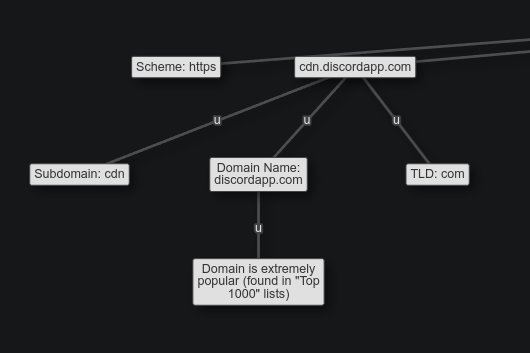 Scheme: https
cdn.discordapp.com
u
u
u
Subdomain: cdn
Domain Name:
discordapp.com
TLD: com
u
Domain is extremely
popular (found in "Top
1000" lists)